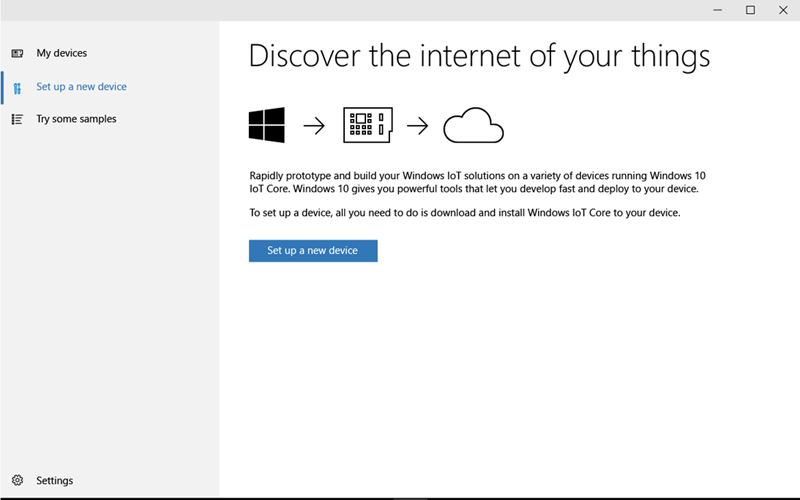 My devices
Set up a new device
Try some samples
Settings
Discover the internet of your things
Rapidly prototype and build your Windows IoT solutions on a variety of devices running Windows 10
IoT Core. Windows 10 gives you powerful tools that let you develop fast and deploy to your device.
To set up a device, all you need to do is download and install Windows IoT Core to your device.
Set up a new device